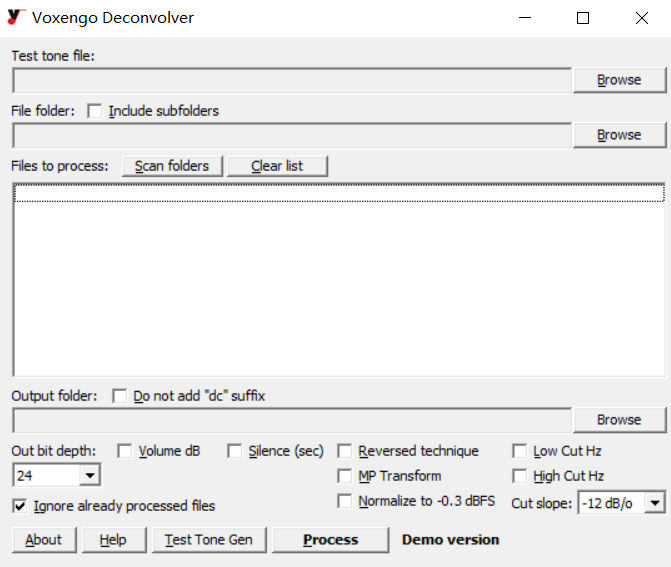 Voxengo Deconvolver
Test tone file:
Browse
File folder: Include subfolders
Browse
Files to process: Scan folders Clear list
Output folder: Do not add "dc" suffix
Browse
Out bit depth: Volume dB Silence (sec) Reversed technique Low Cut Hz
24 MP Transform High Cut Hz
Ignore already processed files Normalize to -0.3 dBFS Cut slope: -12 dB/o
About Help Test Tone Gen Process Demo version